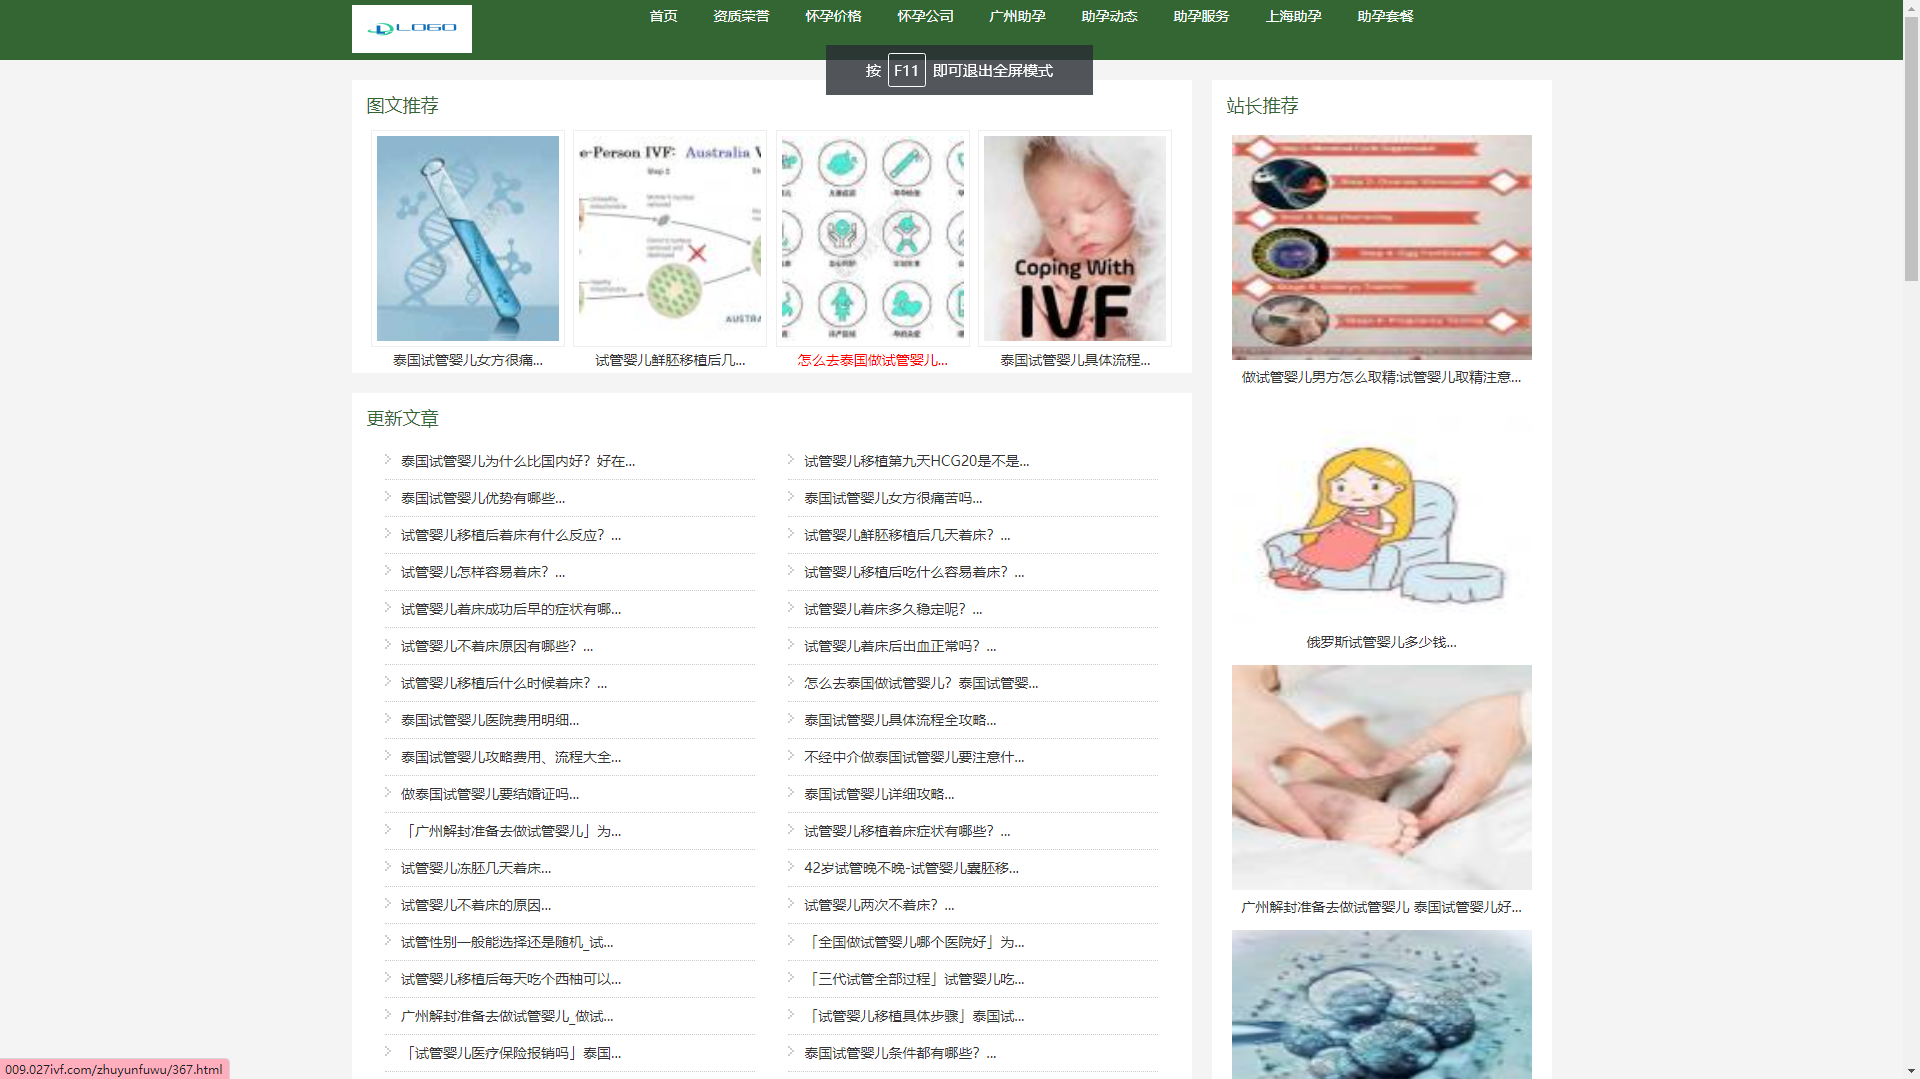 LOGO
首页 资质荣誉 怀孕价格 怀孕公司 广州助孕 助孕动态 助孕服务 上海助孕 助孕套餐
按 F11 即可退出全屏模式
图文推荐
e-Person IVF: Australia
Step 2
AUSTRA
Coping With
IVF
泰国试管婴儿女方很痛...
试管婴儿鲜胚移植后几...
怎么去泰国做试管婴儿...
泰国试管婴儿具体流程...
更新文章
泰国试管婴儿为什么比国内好？好在...
试管婴儿移植第九天HCG20是不是...
泰国试管婴儿优势有哪些...
泰国试管婴儿女方很痛苦吗...
试管婴儿移植后着床有什么反应？...
试管婴儿鲜胚移植后几天着床？...
试管婴儿怎样容易着床？...
试管婴儿移植后吃什么容易着床？...
试管婴儿着床成功后早的症状有哪...
试管婴儿着床多久稳定呢？...
试管婴儿不着床原因有哪些？...
试管婴儿着床后出血正常吗？...
试管婴儿移植后什么时候着床？...
怎么去泰国做试管婴儿？泰国试管婴...
泰国试管婴儿医院费用明细...
泰国试管婴儿具体流程全攻略...
泰国试管婴儿攻略费用、流程大全...
不经中介做泰国试管婴儿要注意什...
做泰国试管婴儿要结婚证吗...
泰国试管婴儿详细攻略...
「广州解封准备去做试管婴儿」为...
试管婴儿移植着床症状有哪些？...
试管婴儿冻胚几天着床...
42岁试管晚不晚-试管婴儿囊胚移...
试管婴儿不着床的原因...
试管婴儿两次不着床？...
试管性别一般能选择还是随机_试...
「全国做试管婴儿哪个医院好」为...
试管婴儿移植后每天吃个西柚可以...
「三代试管全部过程」试管婴儿吃...
广州解封准备去做试管婴儿_做试...
「试管婴儿移植具体步骤」泰国试...
「试管婴儿医疗保险报销吗」泰国...
泰国试管婴儿条件都有哪些？...
站长推荐
做试管婴儿男方怎么取精:试管婴儿取精注意...
俄罗斯试管婴儿多少钱...
广州解封准备去做试管婴儿 泰国试管婴儿好...
009.027ivf.com/zhuyunfuwu/367.html